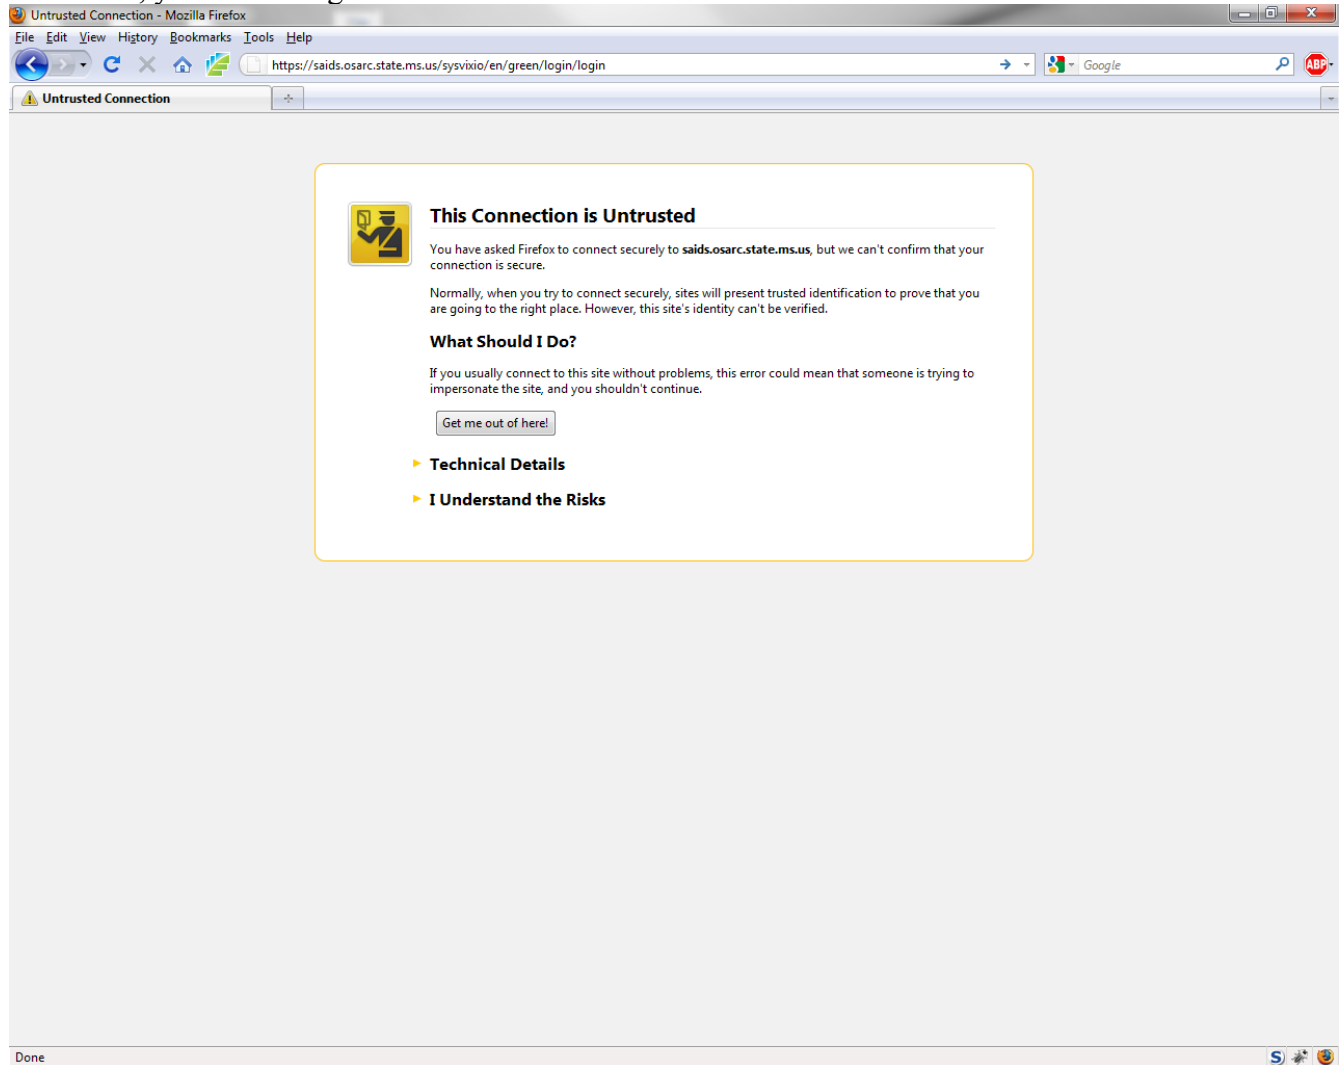 Untrusted Connection - Mozilla Firefox
File Edit View History Bookmarks Tools Help
https://saids.osarc.state.ms.us/sysvixio/en/green/login/login
Google
ABP
Untrusted Connection
This Connection is Untrusted
You have asked Firefox to connect securely to saids.osarc.state.ms.us, but we can't confirm that your
connection is secure.
Normally, when you try to connect securely, sites will present trusted identification to prove that you
are going to the right place. However, this site's identity can't be verified.
What Should I Do?
If you usually connect to this site without problems, this error could mean that someone is trying to
impersonate the site, and you shouldn't continue.
Get me out of here!
Technical Details
I Understand the Risks
Done
S